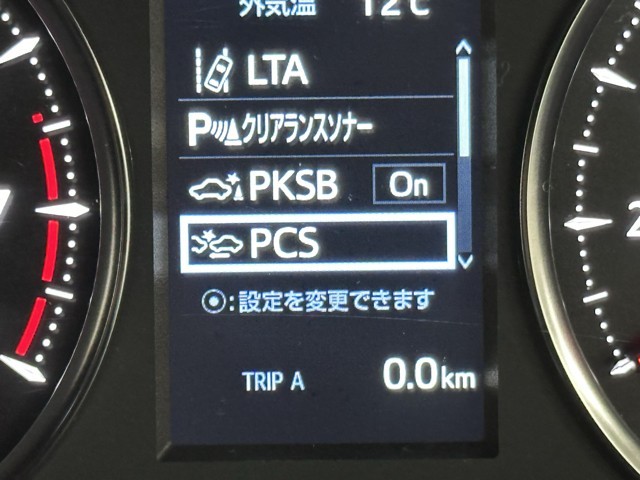 外気温 12℃
LTA
P クリアランスソナー
PKSB On
PCS
◉:設定を変更できます
TRIP A 0.0km
2